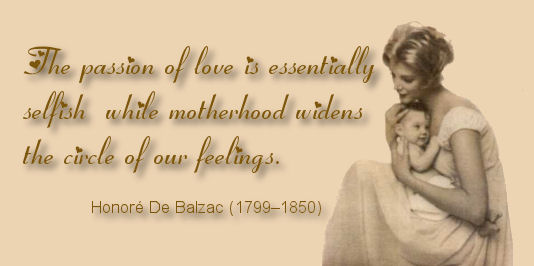 The passion of love is essentially
selfish while motherhood widens
the circle of our feelings.
Honoré De Balzac (1799–1850)